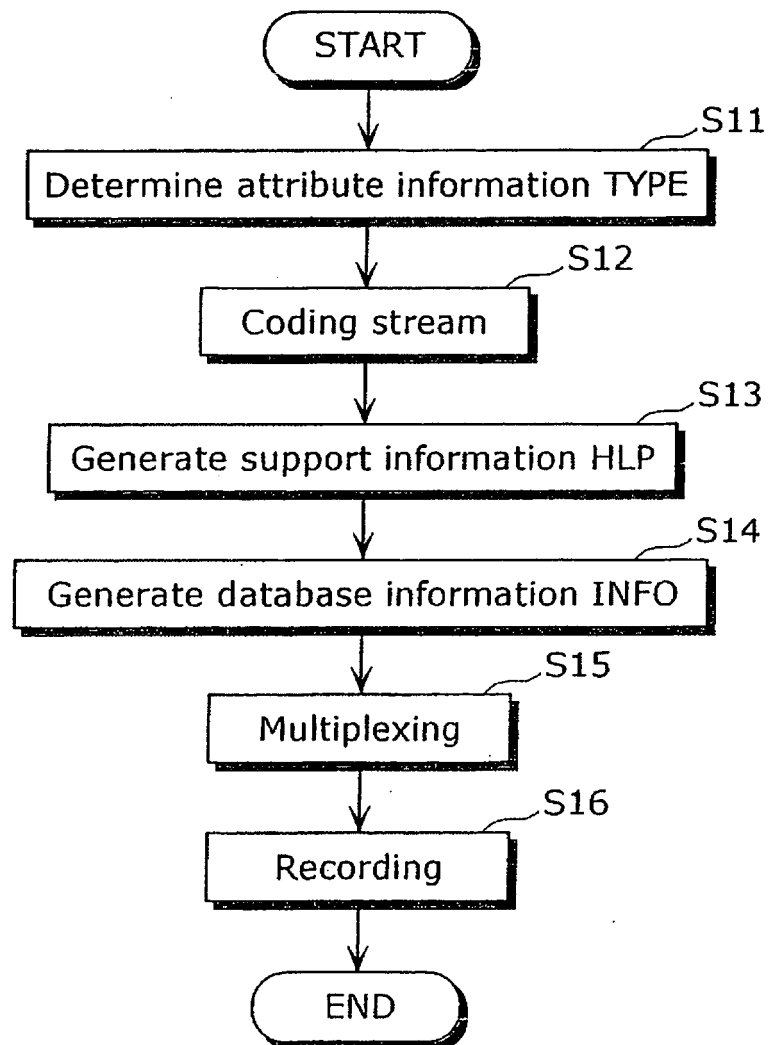 START
S11
Determine attribute information TYPE
S12
Coding stream
S13
Generate support information HLP
S14
Generate database information INFO
S15
Multiplexing
S16
Recording
END